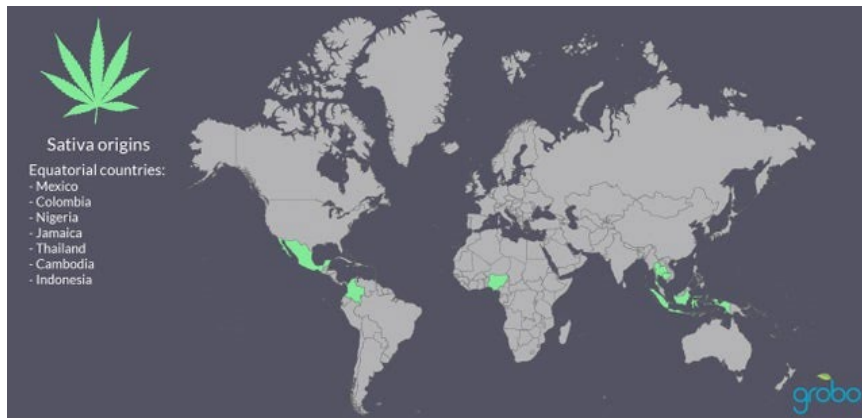 Sativa origins
Equatorial countries:
- Mexico
- Colombia
- Nigeria
- Jamaica
- Thailand
- Cambodia
- Indonesia
grobo